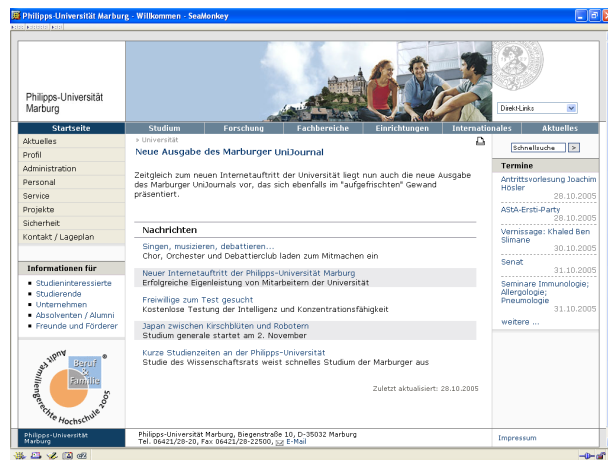 Philipps-Universität Marburg - Willkommen - SeaMonkey
Philipps-Universität
Marburg
Direkt-Links
Startseite
Studium
Forschung
Fachbereiche
Einrichtungen
Internationales
Aktuelles
Aktuelles
Profil
Administration
Personal
Service
Projekte
Sicherheit
Kontakt / Lageplan
Informationen für
Studieninteressierte
Studierende
Unternehmen
Absolventen / Alumni
Freunde und Förderer
Audit
Beruf
&
Familie
®
Familiengerechte Hochschule 2005
» Universität
Neue Ausgabe des Marburger UniJournal
Zeitgleich zum neuen Internetauftritt der Universität liegt nun auch die neue Ausgabe
des Marburger UniJournals vor, das sich ebenfalls im "aufgefrischten" Gewand
präsentiert.
Nachrichten
Singen, musizieren, debattieren...
Chor, Orchester und Debattierclub laden zum Mitmachen ein
Neuer Internetauftritt der Philipps-Universität Marburg
Erfolgreiche Eigenleistung von Mitarbeitern der Universität
Freiwillige zum Test gesucht
Kostenlose Testung der Intelligenz und Konzentrationsfähigkeit
Japan zwischen Kirschblüten und Robotern
Studium generale startet am 2. November
Kurze Studienzeiten an der Philipps-Universität
Studie des Wissenschaftsrats weist schnelles Studium der Marburger aus
Zuletzt aktualisiert: 28.10.2005
Schnellsuche >
Termine
Antrittsvorlesung Joachim
Hösler
28.10.2005
AStA-Ersti-Party
28.10.2005
Vernissage: Khaled Ben
Slimane
30.10.2005
Senat
31.10.2005
Seminare Immunologie;
Allergologie;
Pneumologie
31.10.2005
weitere ...
Philipps-Universität
Marburg
Philipps-Universität Marburg, Biegenstraße 10, D-35032 Marburg
Tel. 06421/28-20, Fax 06421/28-22500, E-Mail
Impressum